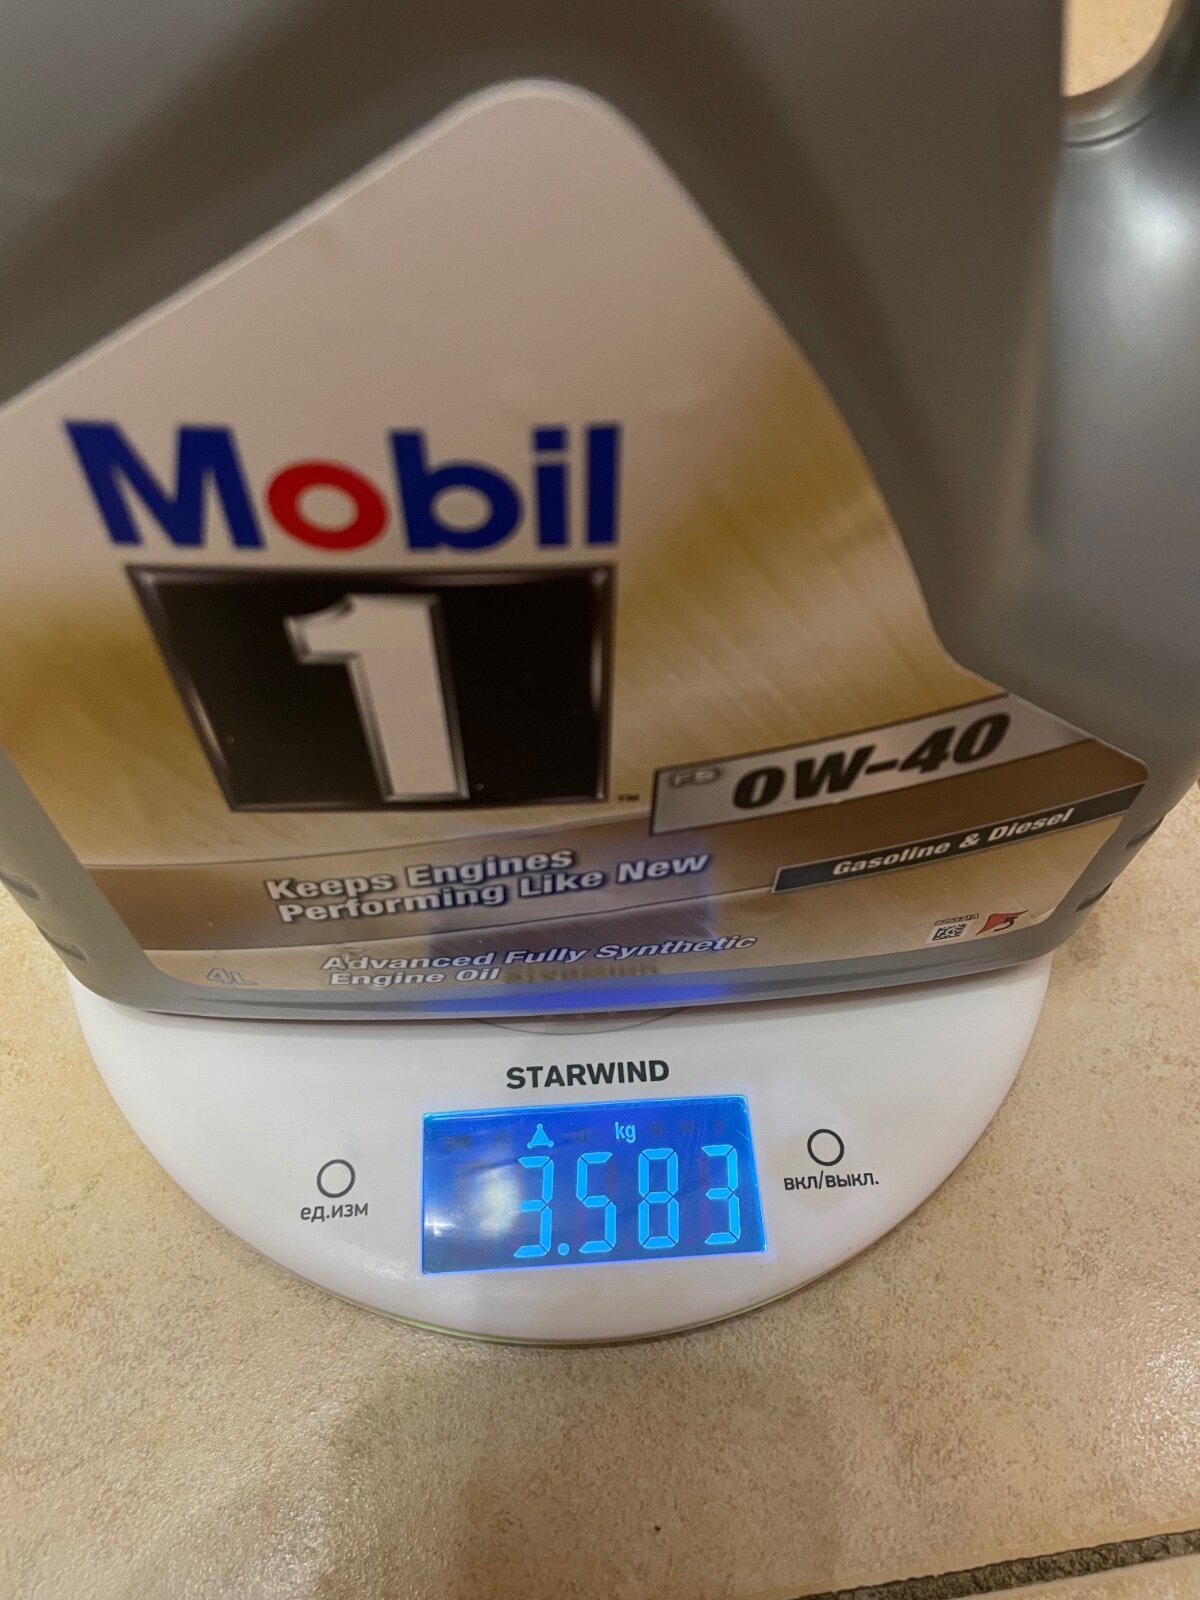 Mobil
1
™
FS 0W-40
Gasoline & Diesel
Keeps Engines
Performing Like New
Advanced Fully Synthetic
Engine Oil
4L
STARWIND
kg
3.583
ед.изм
вкл/выкл.